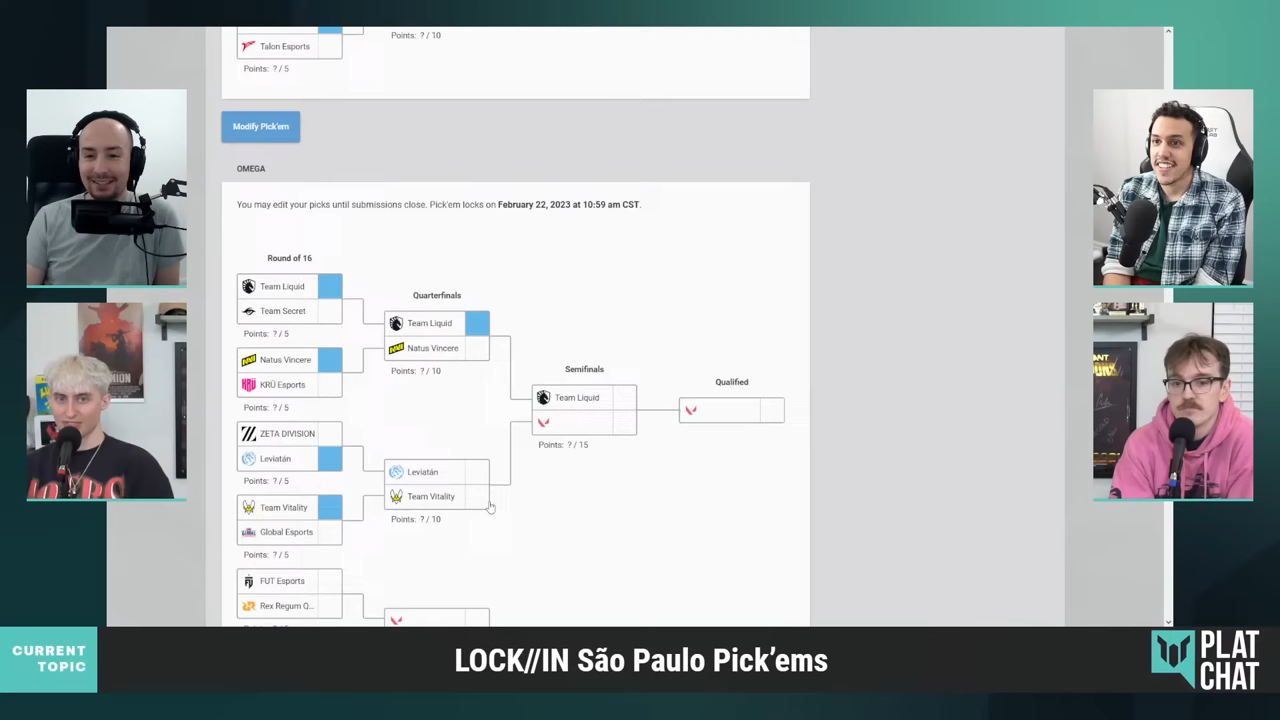 Talon Esports
Points: ? / 10
Points: ? / 5
Modify Pick'em
OMEGA
You may edit your picks until submissions close. Pick'em locks on February 22, 2023 at 10:59 am CST.
Round of 16
Team Liquid
Team Secret
Points: ? / 5
Natus Vincere
KRÜ Esports
Points: ? / 5
ZETA DIVISION
Leviatán
Points: ? / 5
Team Vitality
Global Esports
Points: ? / 5
FUT Esports
Rex Regum Q...
Quarterfinals
Team Liquid
Natus Vincere
Points: ? / 10
Leviatán
Team Vitality
Points: ? / 10
Semifinals
Team Liquid
Points: ? / 15
Qualified
CURRENT
TOPIC
LOCK//IN São Paulo Pick'ems
PLAT
CHAT